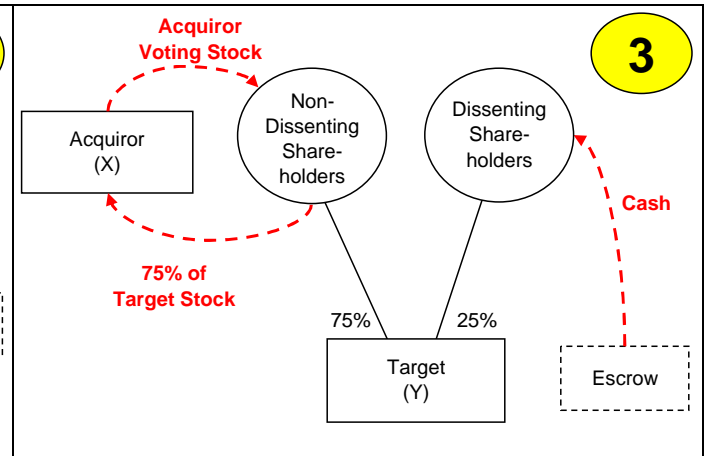 Acquiror
Voting Stock
3
Non-
Dissenting
Share-
holders
Dissenting
Share-
holders
Acquiror
(X)
Cash
75% of
Target Stock
75%
25%
Target
(Y)
Escrow